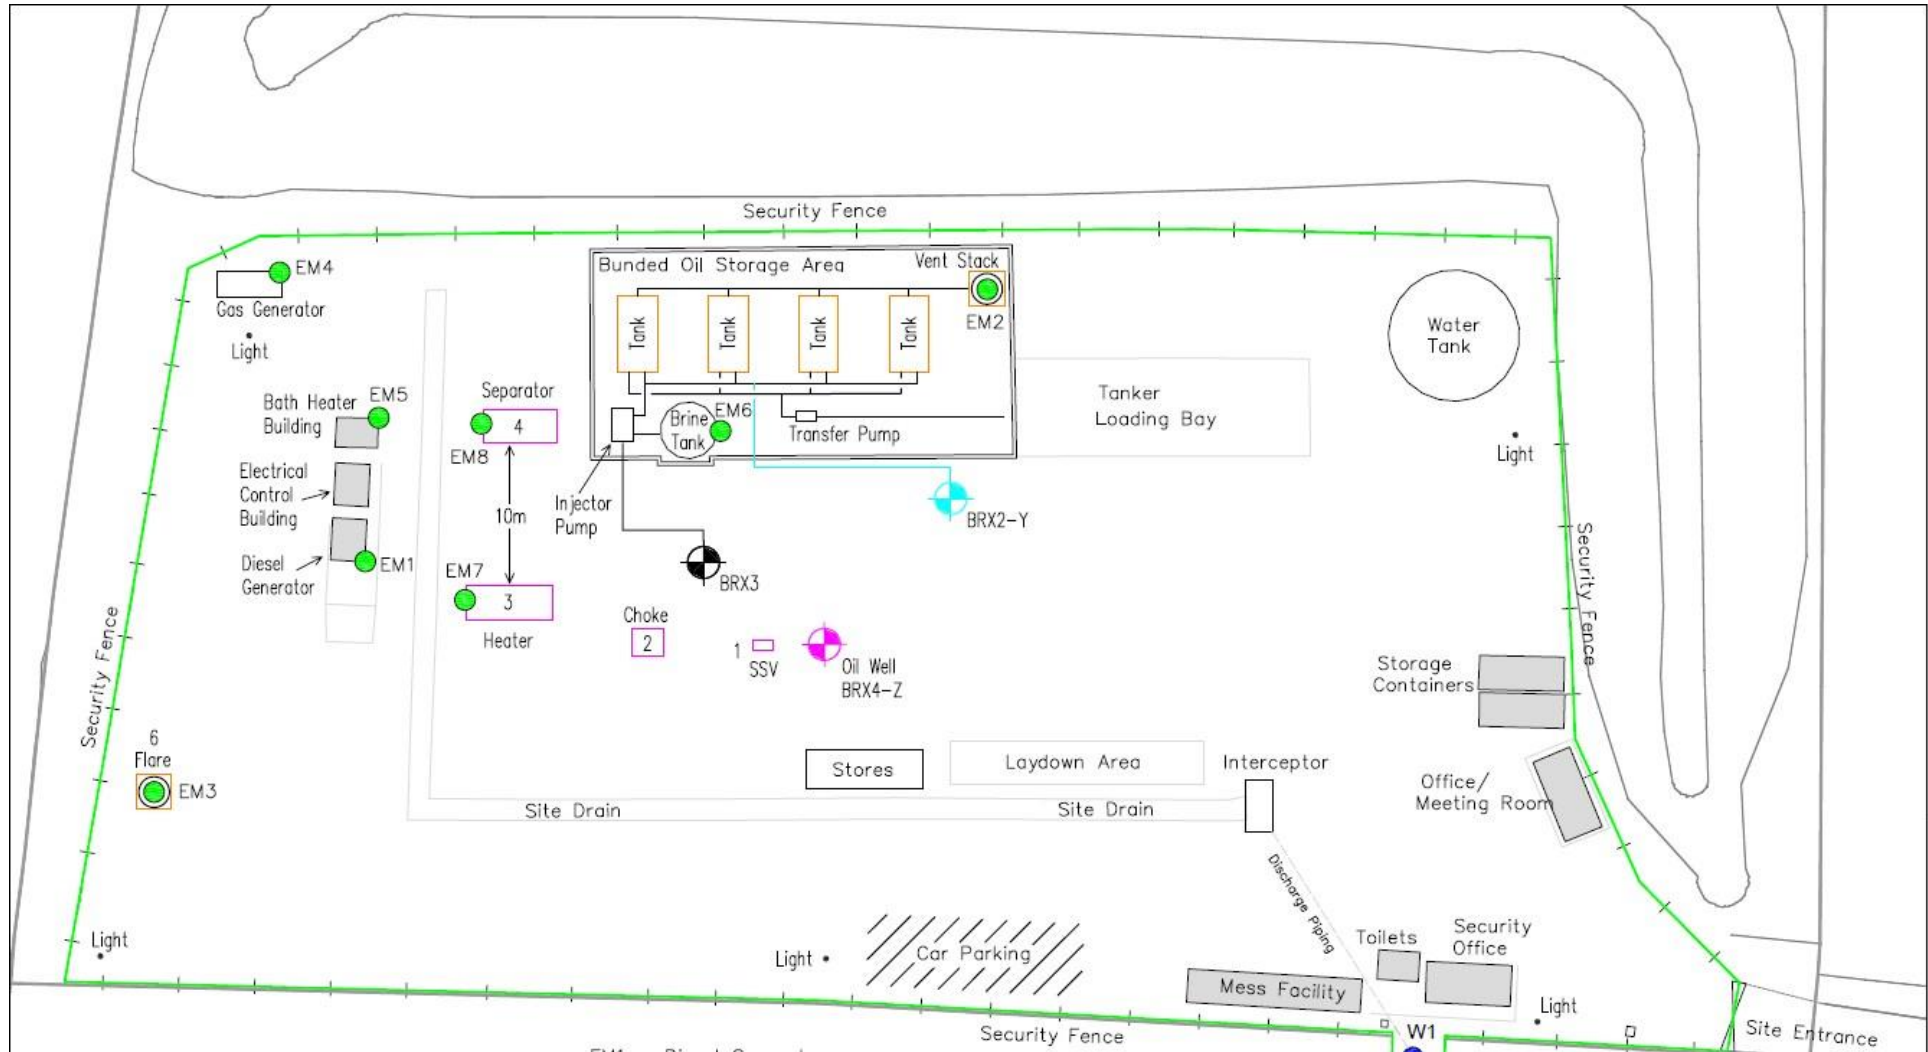 Security Fence
EM4
Gas Generator
Light
Bunded Oil Storage Area
Vent Stack
Tank
Tank
Tank
Tank
EM2
Water
Tank
Tanker
Loading Bay
Light
Separator
4
EM8
Bath Heater
Building
EM5
Electrical
Control
Building
Diesel
Generator
EM1
10m
Injector
Pump
Brine
Tank
EM6
Transfer Pump
BRX2-Y
BRX3
EM7
3
Heater
Choke
2
1
SSV
Oil Well
BRX4-Z
Security Fence
Security Fence
Storage
Containers
6
Flare
EM3
Stores
Laydown Area
Interceptor
Office/
Meeting Room
Site Drain
Site Drain
Discharge Piping
Light
Light
Car Parking
Toilets
Security
Office
Mess Facility
Light
W1
Security Fence
Site Entrance